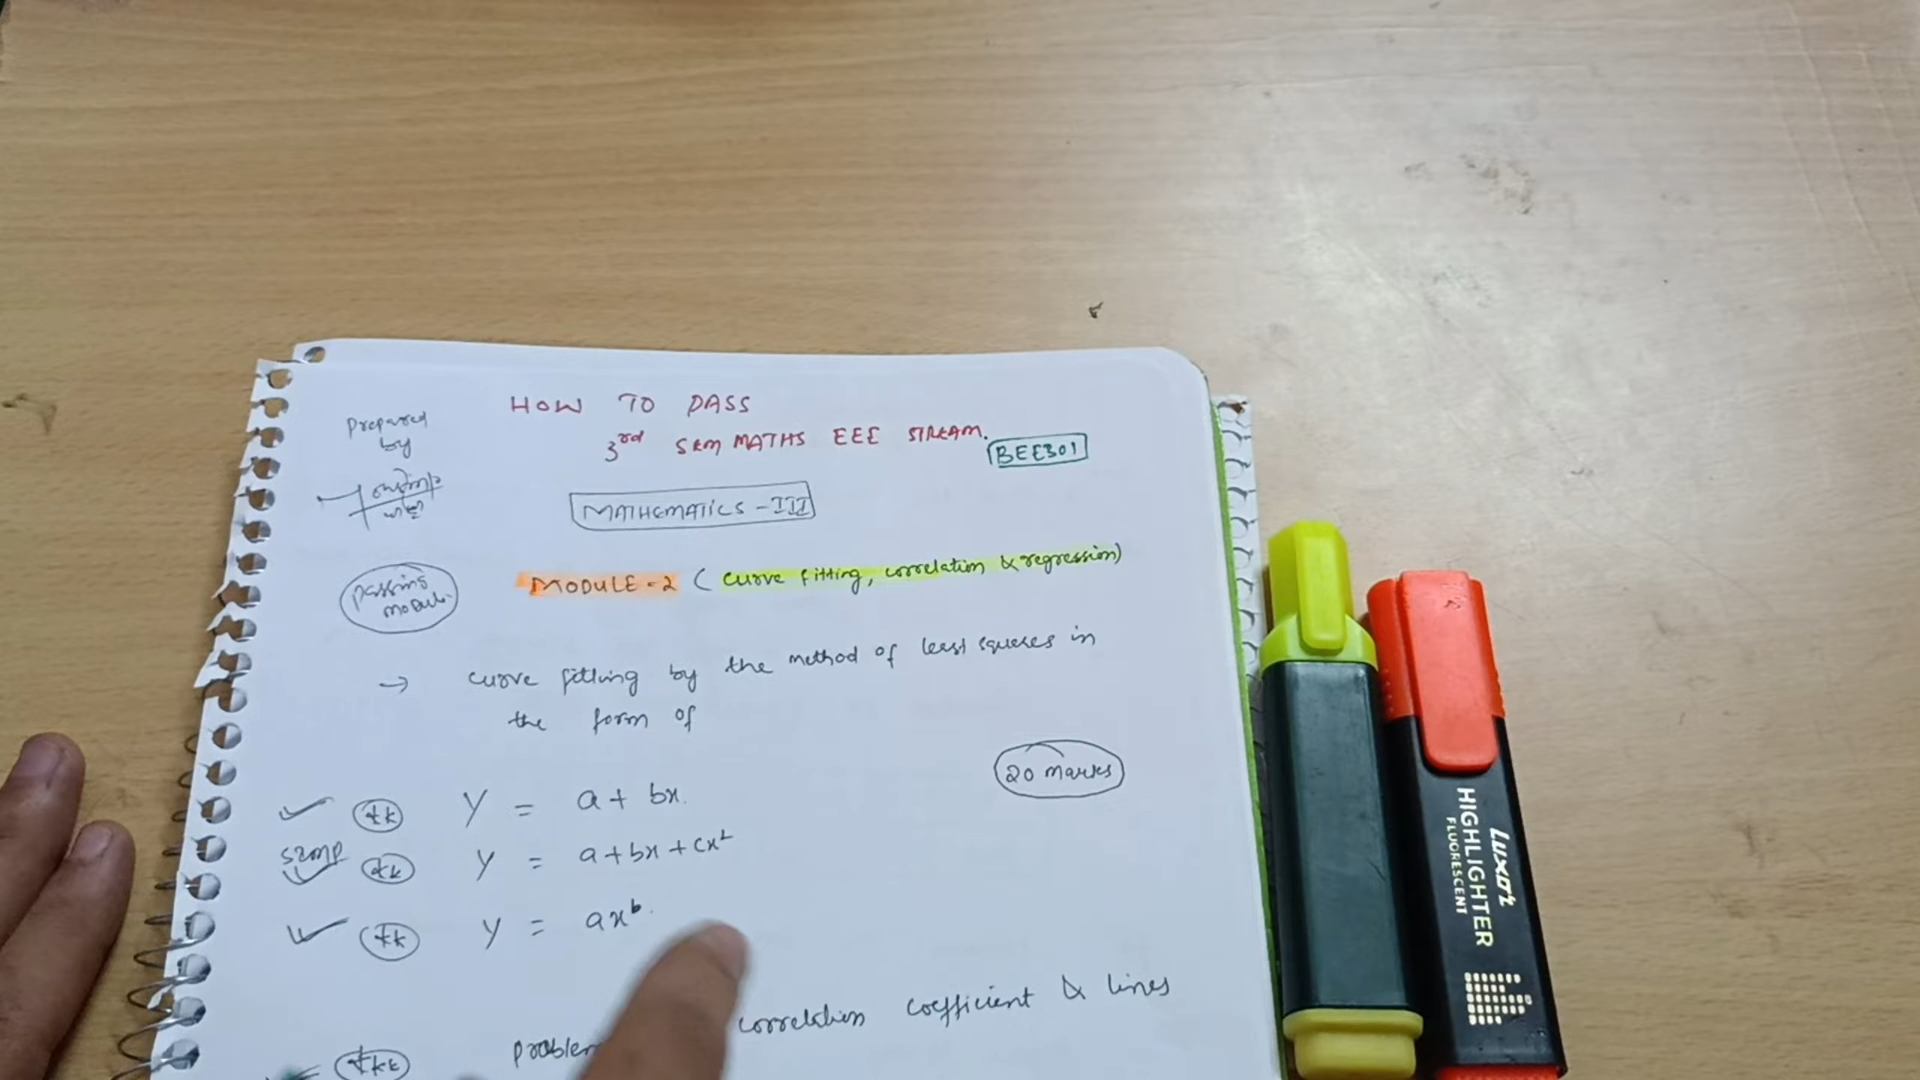 HOW TO PASS
3rd SEM MATHS EEE STREAM.
BEE301
Prepared
by
MATHEMATICS - III
passing
module
MODULE-2 (curve fitting, correlation & regression)
→ curve fitting by the method of least squares in
the form of
20 marks
Y = a + bx.
Y = a+bx+cx²
Y = axᵇ.
correlation coefficient & lines
Luxor
HIGHLIGHTER
FLUORESCENT